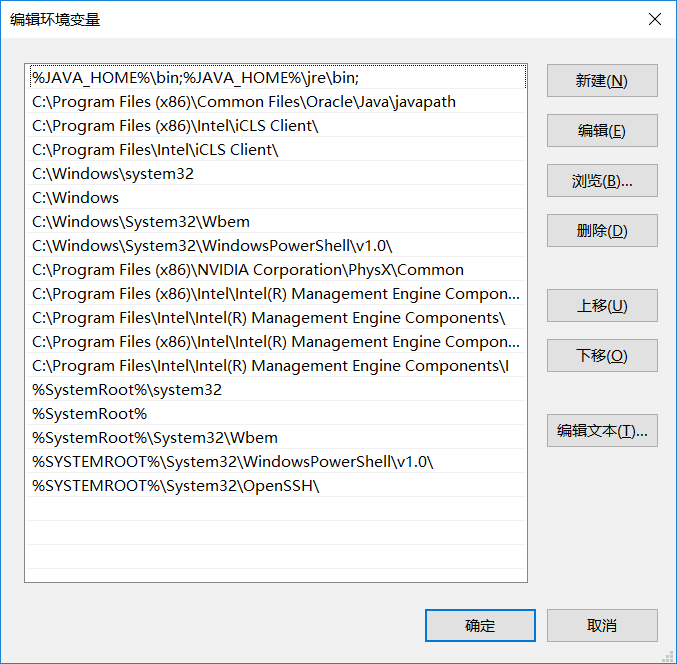 编辑环境变量
%JAVA_HOME%\bin;%JAVA_HOME%\jre\bin;
C:\Program Files (x86)\Common Files\Oracle\Java\javapath
C:\Program Files (x86)\Intel\iCLS Client\
C:\Program Files\Intel\iCLS Client\
C:\Windows\system32
C:\Windows
C:\Windows\System32\Wbem
C:\Windows\System32\WindowsPowerShell\v1.0\
C:\Program Files (x86)\NVIDIA Corporation\PhysX\Common
C:\Program Files (x86)\Intel\Intel(R) Management Engine Compon...
C:\Program Files\Intel\Intel(R) Management Engine Components\
C:\Program Files (x86)\Intel\Intel(R) Management Engine Compon...
C:\Program Files\Intel\Intel(R) Management Engine Components\I
%SystemRoot%\system32
%SystemRoot%
%SystemRoot%\System32\Wbem
%SYSTEMROOT%\System32\WindowsPowerShell\v1.0\
%SYSTEMROOT%\System32\OpenSSH\
新建(N)
编辑(E)
浏览(B)...
删除(D)
上移(U)
下移(O)
编辑文本(T)...
确定
取消